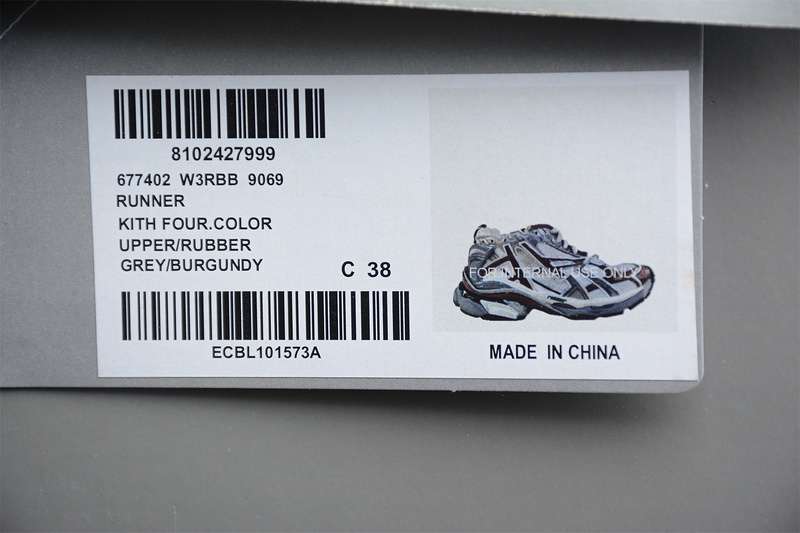 8102427999
677402 W3RBB 9069
RUNNER
KITH FOUR.COLOR
UPPER/RUBBER
GREY/BURGUNDY
C 38
ECBL101573A
FOR INTERNAL USE ONLY
MADE IN CHINA